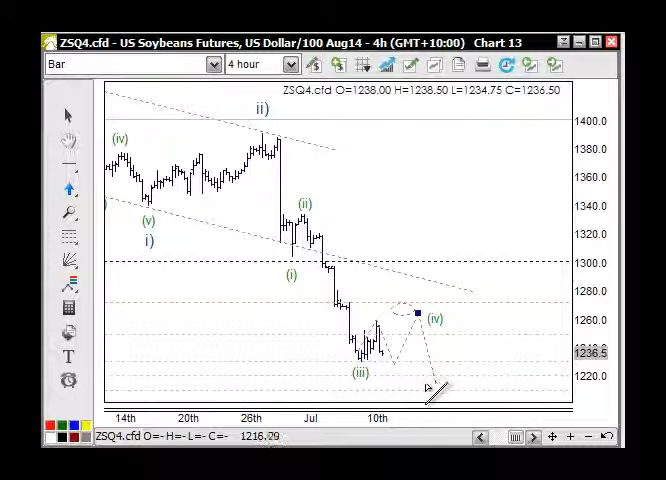 ZSQ4.cfd - US Soybeans Futures, US Dollar/100 Aug14 - 4h (GMT+10:00) Chart 13
Bar 4 hour
ZSQ4.cfd O=1238.00 H=1238.50 L=1234.75 C=1236.50
1400.0
ii)
(iv)
1380.0
1360.0
1340.0
(v)
(ii)
1320.0
i)
1300.0
(i)
1280.0
(iv)
1260.0
1236.5
(iii)
1220.0
14th 20th 26th Jul 10th
ZSQ4.cfd O=- H=- L=- C=- 1216.29